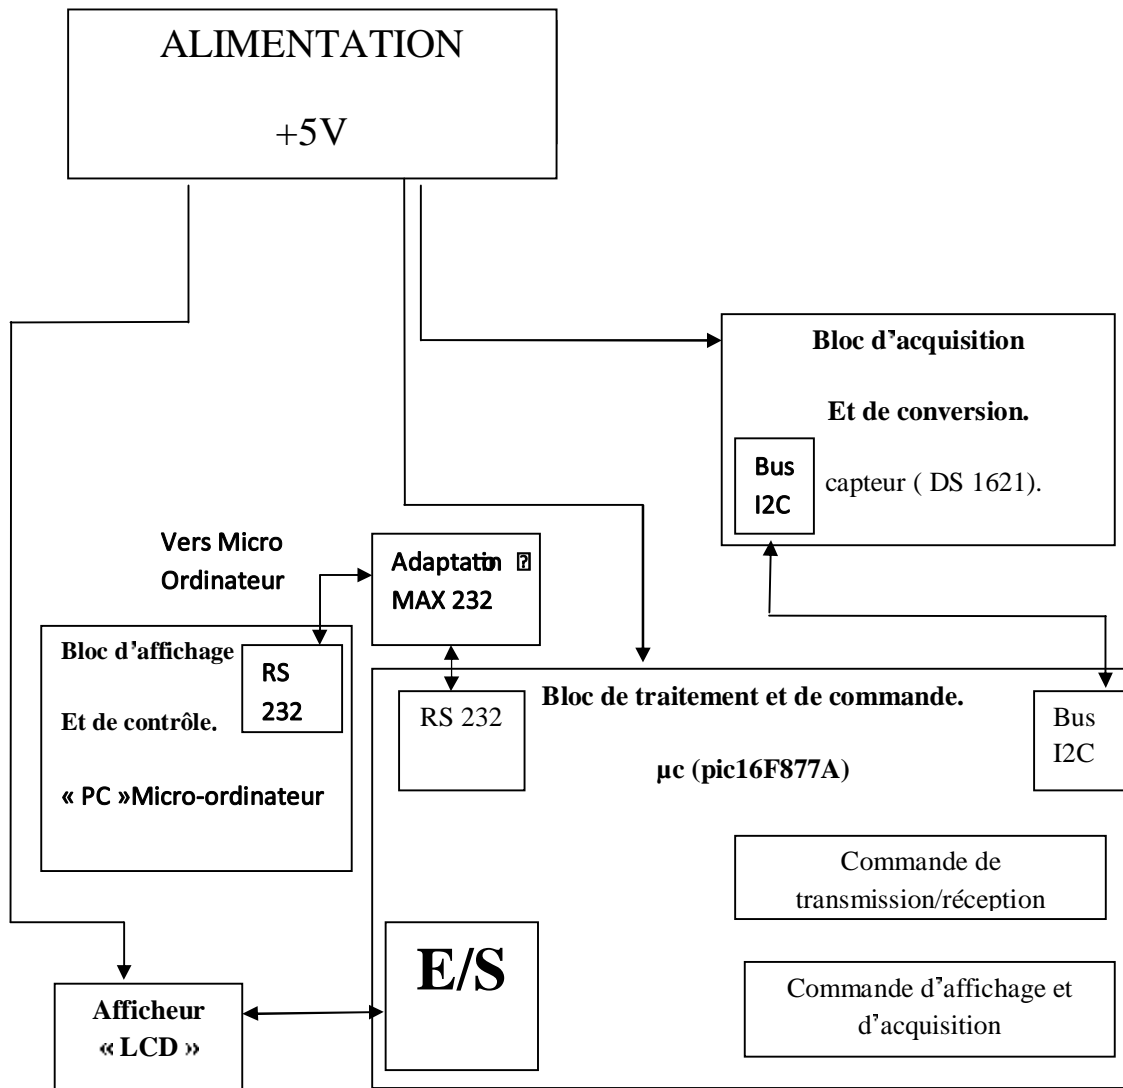 ALIMENTATION
+5V
Bloc d’acquisition
Et de conversion.
Bus
I2C
capteur ( DS 1621).
Vers Micro
Ordinateur
Adaptation
MAX 232
Bloc d’affichage
RS
232
Et de contrôle.
« PC »Micro-ordinateur
RS 232
Bloc de traitement et de commande.
µc (pic16F877A)
Bus
I2C
Commande de
transmission/réception
E/S
Commande d’affichage et
d’acquisition
Afficheur
« LCD »